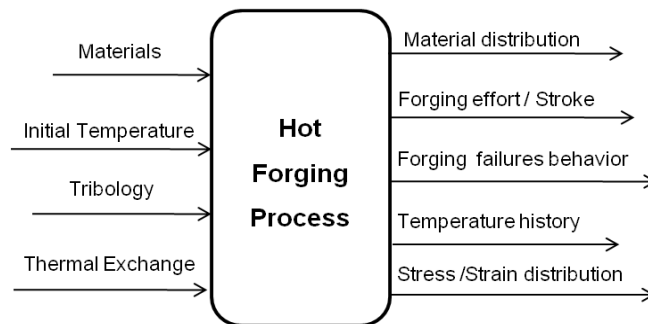 Materials
Initial Temperature
Tribology
Thermal Exchange
Hot
Forging
Process
Material distribution
Forging effort / Stroke
Forging failures behavior
Temperature history
Stress /Strain distribution